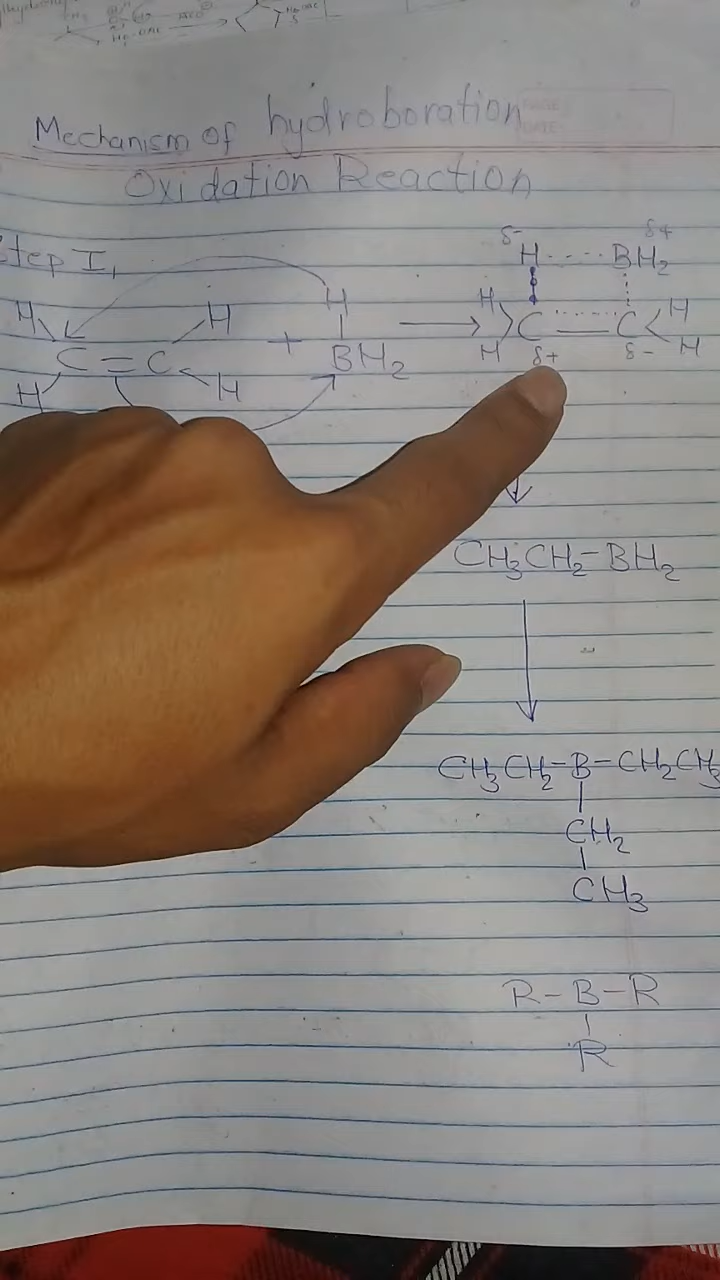 Mechanism of hydroboration
Oxidation Reaction
Step I,
δ- δ+
H ····· BH2
H H H H H
C = C + BH2 → C = C
H H H δ+ δ- H
CH3CH2-BH2
CH3CH2-B-CH2CH3
CH2
CH3
R-B-R
R